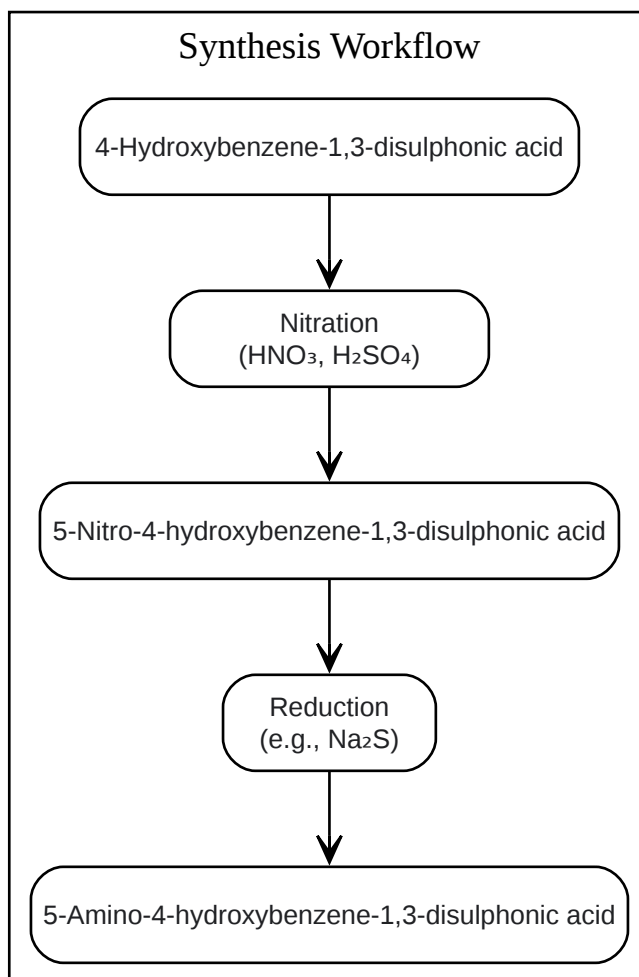 Synthesis Workflow
4-Hydroxybenzene-1,3-disulphonic acid
Nitration
(HNO₃, H₂SO₄)
5-Nitro-4-hydroxybenzene-1,3-disulphonic acid
Reduction
(e.g., Na₂S)
5-Amino-4-hydroxybenzene-1,3-disulphonic acid